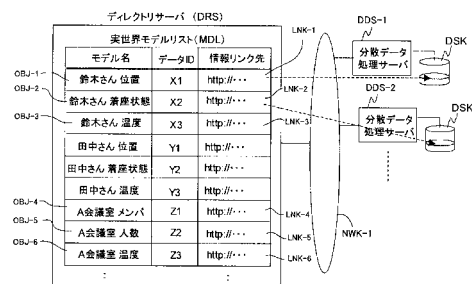 ディレクトリサーバ（DRS）
実世界モデルリスト(MDL)
モデル名 データID 情報リンク先
OBJ-1 鈴木さん 位置 X1 http://･･･ LNK-1
OBJ-2 鈴木さん 着座状態 X2 http://･･･ LNK-2
OBJ-3 鈴木さん 温度 X3 http://･･･ LNK-3
田中さん 位置 Y1 http://･･･
田中さん 着座状態 Y2 http://･･･
田中さん 温度 Y3 http://･･･
OBJ-4 A会議室 メンバ Z1 http://･･･ LNK-4
OBJ-5 A会議室 人数 Z2 http://･･･ LNK-5
OBJ-6 A会議室 温度 Z3 http://･･･ LNK-6
NWK-1
DDS-1
分散データ
処理サーバ
DSK
DDS-2
分散データ
処理サーバ
DSK